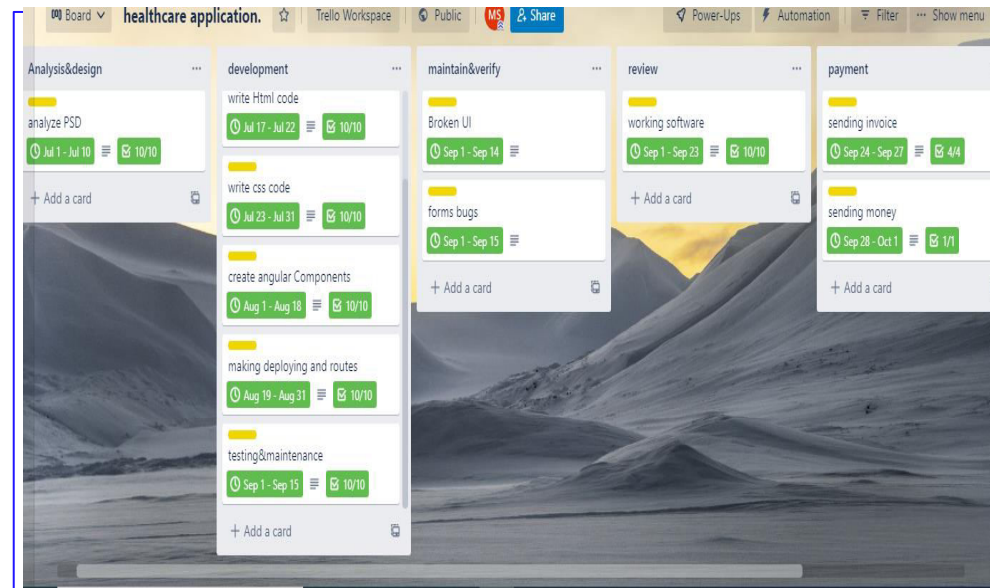 Board
healthcare application.
Trello Workspace
Public
MS
Share
Power-Ups
Automation
Filter
... Show menu
Analysis&design
analyze PSD
Jul 1 - Jul 10
10/10
+ Add a card
development
write Html code
Jul 17 - Jul 22
10/10
write css code
Jul 23 - Jul 31
10/10
create angular Components
Aug 1 - Aug 18
10/10
making deploying and routes
Aug 19 - Aug 31
10/10
testing&maintenance
Sep 1 - Sep 15
10/10
+ Add a card
maintain&verify
Broken UI
Sep 1 - Sep 14
forms bugs
Sep 1 - Sep 15
+ Add a card
review
working software
Sep 1 - Sep 23
10/10
+ Add a card
payment
sending invoice
Sep 24 - Sep 27
4/4
sending money
Sep 28 - Oct 1
1/1
+ Add a card